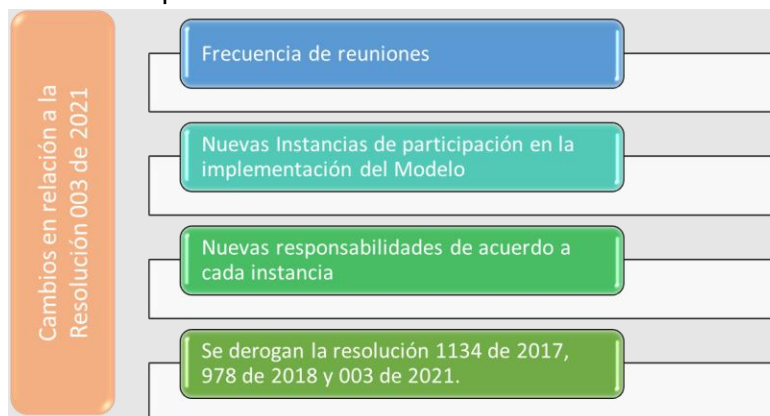 Cambios en relación a la
Resolución 003 de 2021
Frecuencia de reuniones
Nuevas Instancias de participación en la
implementación del Modelo
Nuevas responsabilidades de acuerdo a
cada instancia
Se derogan la resolución 1134 de 2017,
978 de 2018 y 003 de 2021.